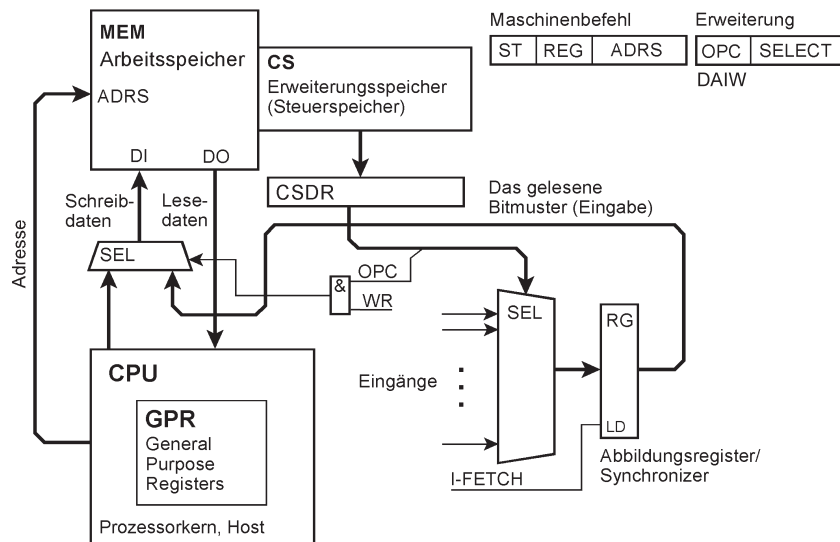 MEM
Arbeitsspeicher
ADRS
DI
DO
CS
Erweiterungsspeicher
(Steuerspeicher)
Maschinenbefehl
Erweiterung
ST REG ADRS
OPC SELECT
DAIW
CSDR
Das gelesene
Bitmuster (Eingabe)
Schreib-
daten
Lese-
daten
Adresse
SEL
OPC
&
WR
SEL
RG
LD
Eingänge
I-FETCH
Abbildungsregister/
Synchronizer
CPU
GPR
General
Purpose
Registers
Prozessorkern, Host